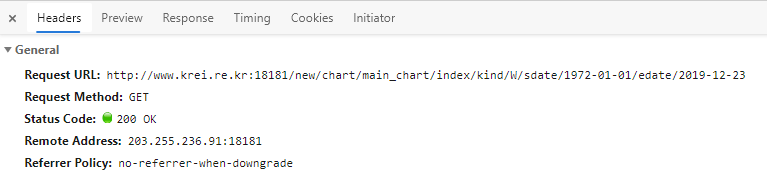 × Headers Preview Response Timing Cookies Initiator
▼ General
Request URL: http://www.krei.re.kr:18181/new/chart/main_chart/index/kind/W/sdate/1972-01-01/edate/2019-12-23
Request Method: GET
Status Code: 200 OK
Remote Address: 203.255.236.91:18181
Referrer Policy: no-referrer-when-downgrade